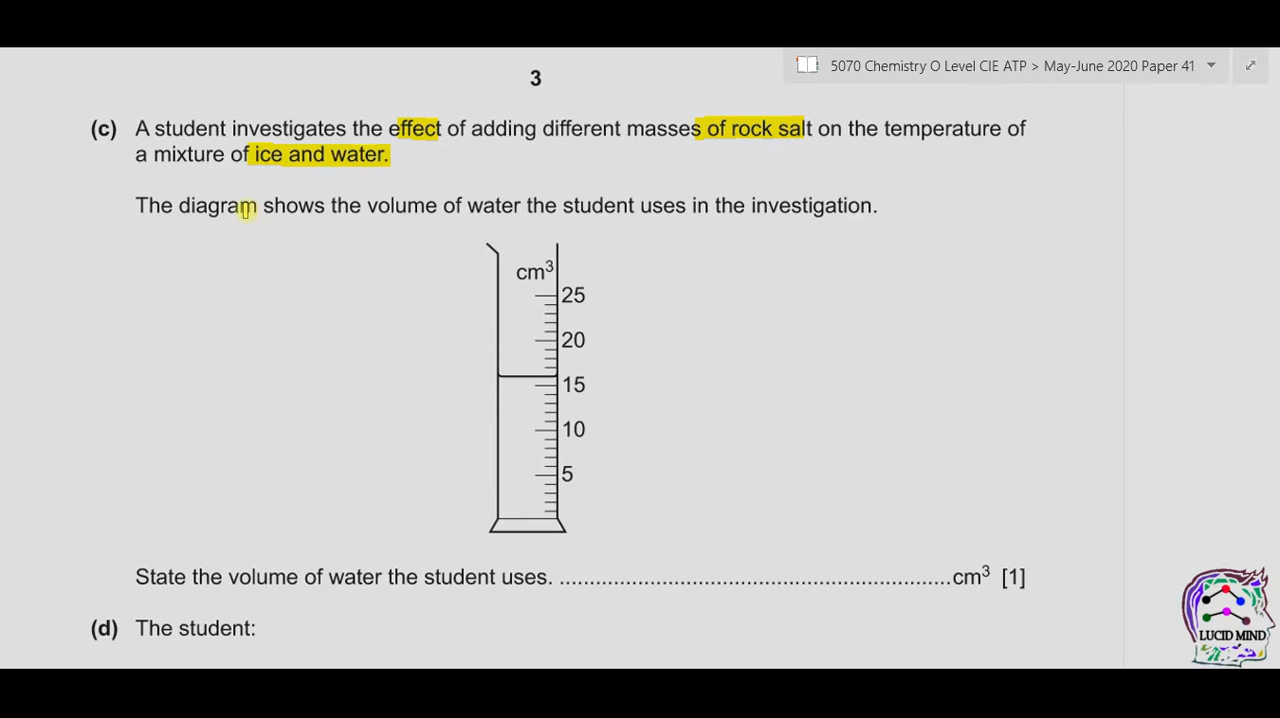 5070 Chemistry O Level CIE ATP > May-June 2020 Paper 41
3
(c) A student investigates the effect of adding different masses of rock salt on the temperature of
a mixture of ice and water.
The diagram shows the volume of water the student uses in the investigation.
cm³
25
20
15
10
5
State the volume of water the student uses. ................................................................ cm³ [1]
(d) The student:
LUCID MIND